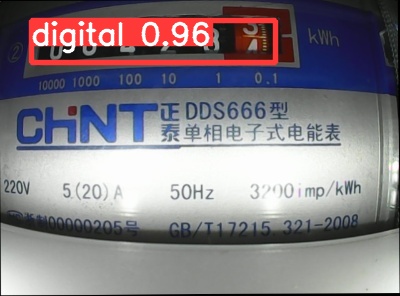 digital 0.96
② kWh
10000 1000 100 10 1 0.1
CHNT 正泰 DDS666型
单相电子式电能表
220V 5(20)A 50Hz 3200imp/kWh
00000205号 GB/T17215.321-2008